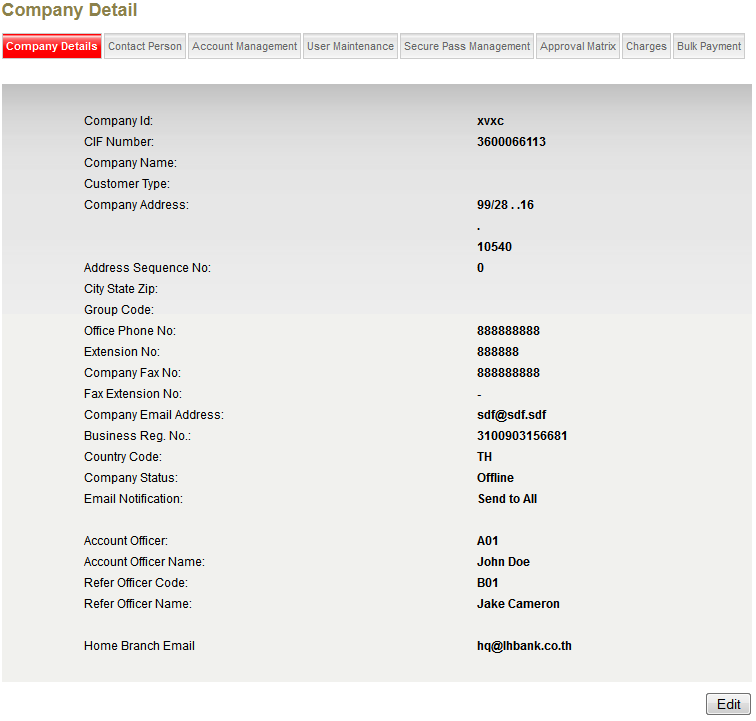 Company Detail
Company Details Contact Person Account Management User Maintenance Secure Pass Management Approval Matrix Charges Bulk Payment
Company Id: xvxc
CIF Number: 3600066113
Company Name:
Customer Type:
Company Address: 99/28 . .16
.
10540
Address Sequence No: 0
City State Zip:
Group Code:
Office Phone No: 888888888
Extension No: 888888
Company Fax No: 888888888
Fax Extension No: -
Company Email Address: sdf@sdf.sdf
Business Reg. No.: 3100903156681
Country Code: TH
Company Status: Offline
Email Notification: Send to All
Account Officer: A01
Account Officer Name: John Doe
Refer Officer Code: B01
Refer Officer Name: Jake Cameron
Home Branch Email hq@lhbank.co.th
Edit